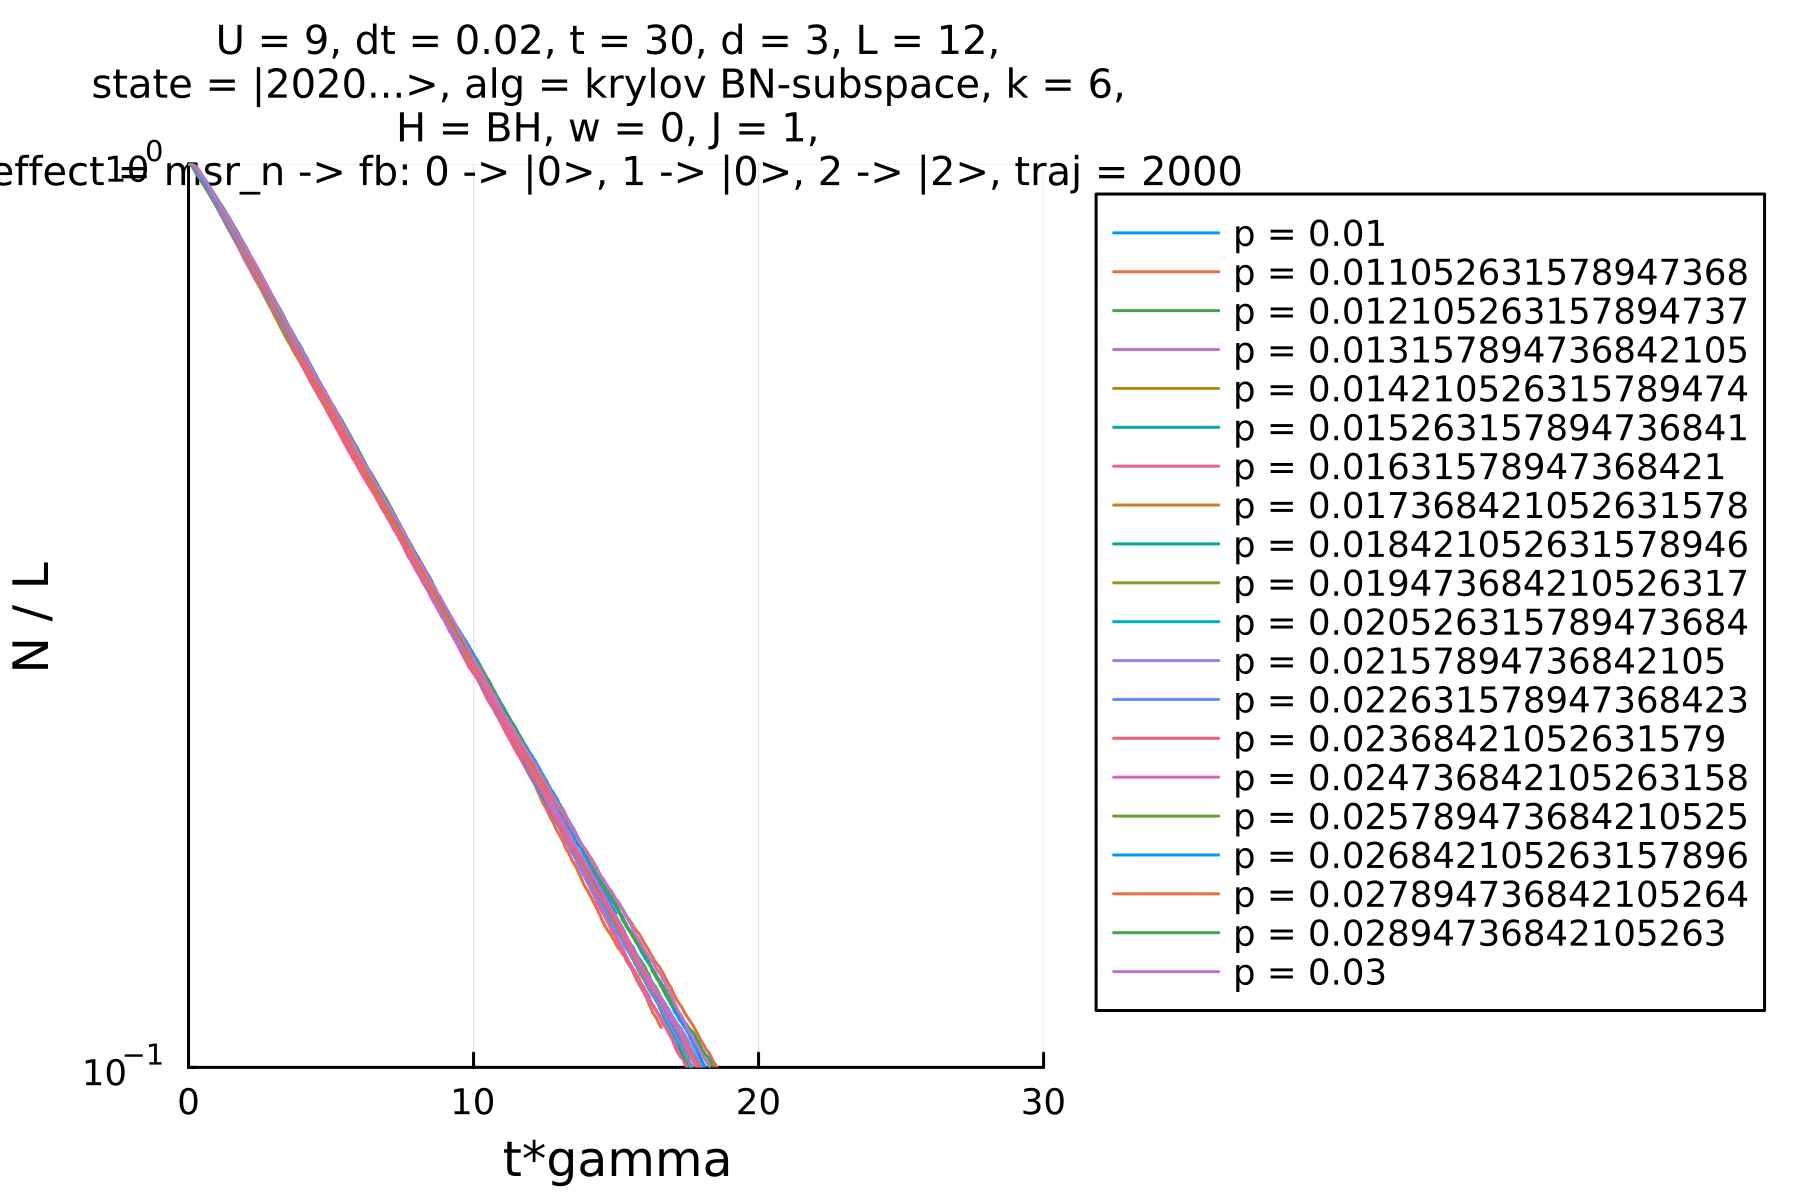 U = 9, dt = 0.02, t = 30, d = 3, L = 12,
state = |2020...>, alg = krylov BN-subspace, k = 6,
H = BH, w = 0, J = 1,
effect = msr_n -> fb: 0 -> |0>, 1 -> |0>, 2 -> |2>, traj = 2000
10⁰
10⁻¹
N / L
0 10 20 30
t*gamma
p = 0.01
p = 0.011052631578947368
p = 0.012105263157894737
p = 0.013157894736842105
p = 0.014210526315789474
p = 0.015263157894736841
p = 0.01631578947368421
p = 0.017368421052631578
p = 0.018421052631578946
p = 0.019473684210526317
p = 0.020526315789473684
p = 0.02157894736842105
p = 0.022631578947368423
p = 0.02368421052631579
p = 0.024736842105263158
p = 0.025789473684210525
p = 0.026842105263157896
p = 0.027894736842105264
p = 0.02894736842105263
p = 0.03